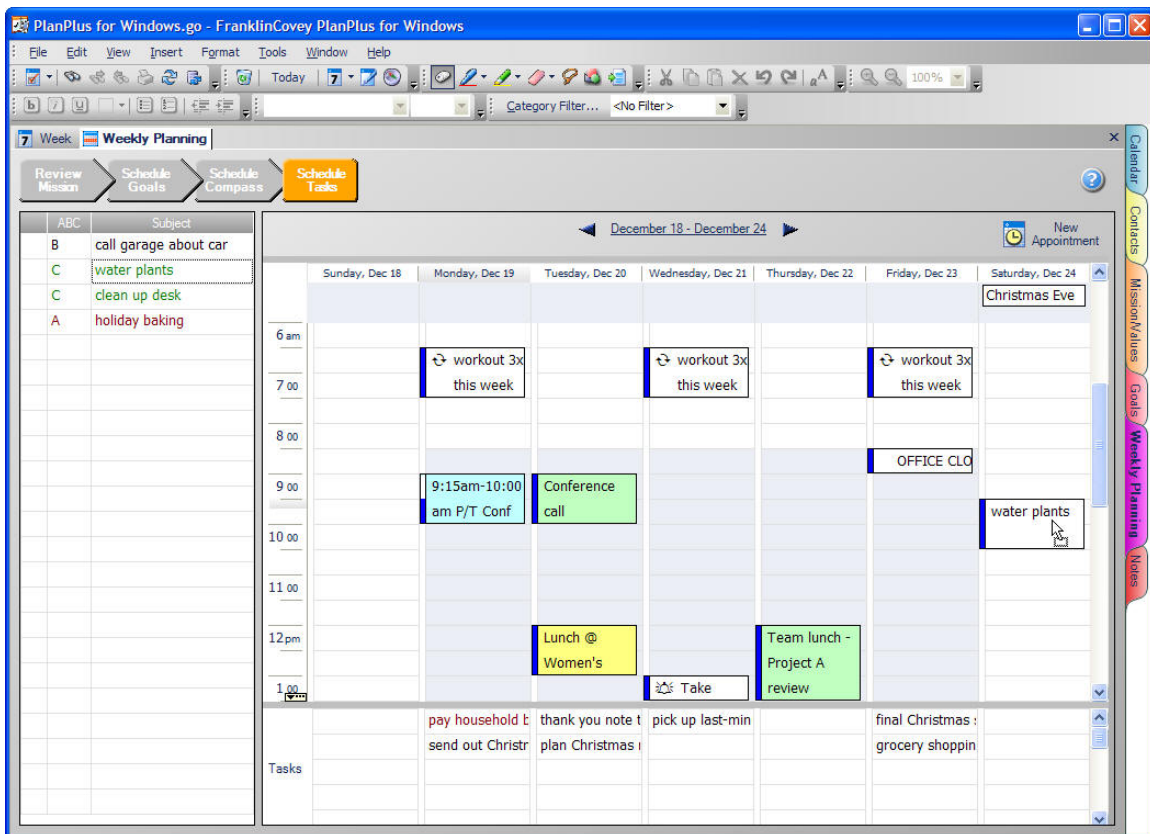 PlanPlus for Windows.go - FranklinCovey PlanPlus for Windows
File Edit View Insert Format Tools Window Help
Today 7 A A 100%
b I U Category Filter... <No Filter>
7 Week Weekly Planning
Review Mission
Schedule Goals
Schedule Compass
Schedule Tasks
?
ABC Subject
B call garage about car
C water plants
C clean up desk
A holiday baking
December 18 - December 24
New Appointment
Sunday, Dec 18 Monday, Dec 19 Tuesday, Dec 20 Wednesday, Dec 21 Thursday, Dec 22 Friday, Dec 23 Saturday, Dec 24
Christmas Eve
6 am
workout 3x workout 3x workout 3x
7 00 this week this week this week
8 00
OFFICE CLO
9 00 9:15am-10:00 Conference
am P/T Conf call water plants
10 00
11 00
12 pm Lunch @ Team lunch -
Women's Project A
1 00 Take review
pay household b thank you note t pick up last-min final Christmas s
send out Christr plan Christmas grocery shoppin
Tasks
Calendar
Contacts
Mission/Values
Goals
Weekly Planning
Notes